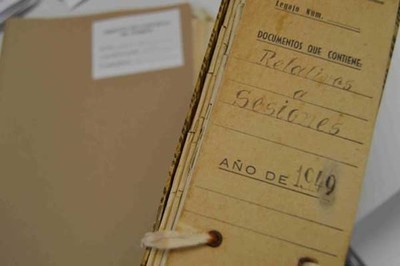 Legajo Núm.
DOCUMENTOS QUE CONTIENE:
Relativos
a
Sesiones
AÑO DE 1949